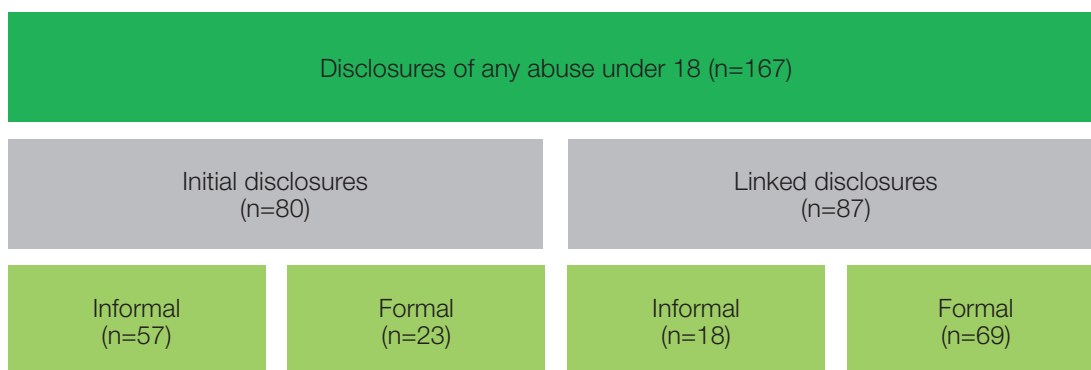 Disclosures of any abuse under 18 (n=167)
Initial disclosures
(n=80)
Linked disclosures
(n=87)
Informal
(n=57)
Formal
(n=23)
Informal
(n=18)
Formal
(n=69)